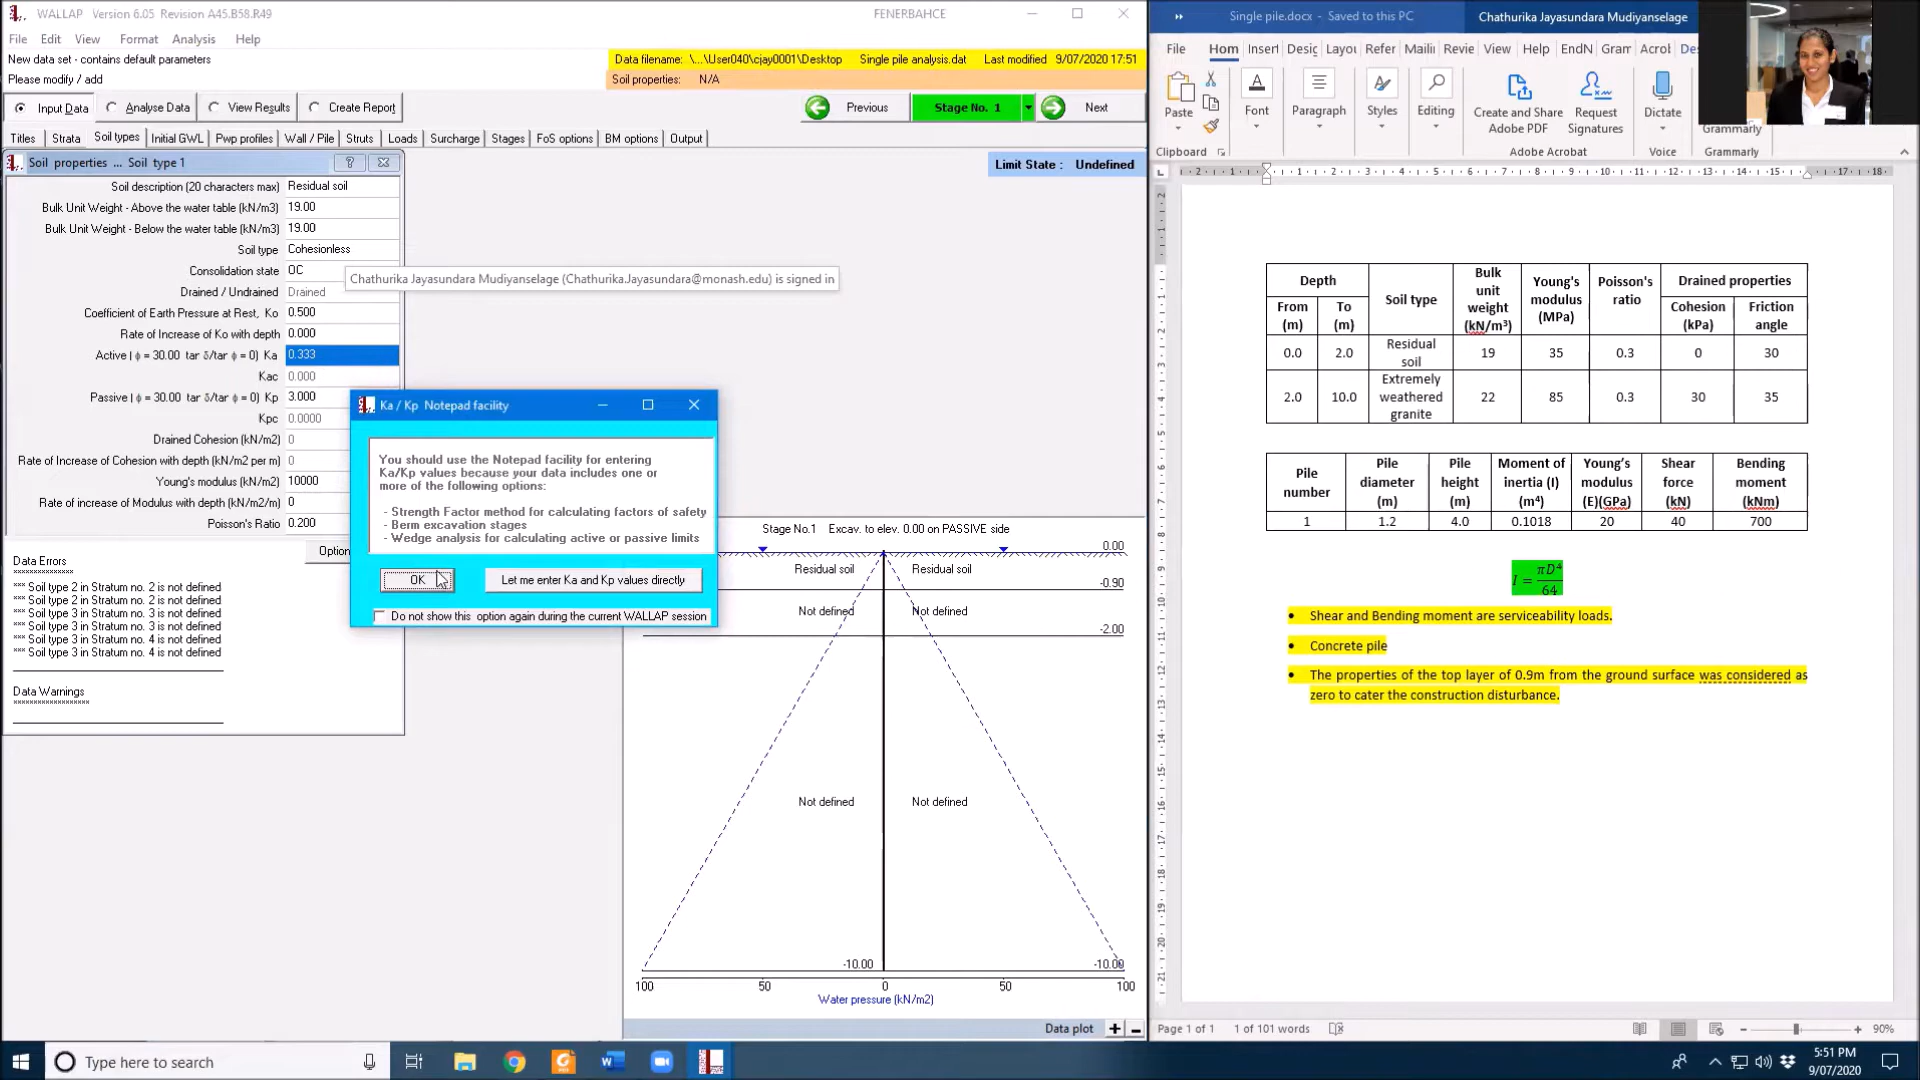 WALLAP  Version 6.05  Revision A45.B58.R49
FENERBAHCE
File Edit View Format Analysis Help
New data set - contains default parameters
Please modify / add
Data filename: \...\User040\cjay0001\Desktop Single pile analysis.dat Last modified 9/07/2020 17:51
Soil properties: N/A
Input Data Analyse Data View Results Create Report
Previous Stage No. 1 Next
Titles Strata Soil types Initial GWL Pwp profiles Wall / Pile Struts Loads Surcharge Stages FoS options BM options Output
Soil properties ... Soil type 1 ?
Limit State : Undefined
Soil description (20 characters max) Residual soil
Bulk Unit Weight - Above the water table (kN/m3) 19.00
Bulk Unit Weight - Below the water table (kN/m3) 19.00
Soil type Cohesionless
Consolidation state OC
Chathurika Jayasundara Mudiyanselage (Chathurika.Jayasundara@monash.edu) is signed in
Drained / Undrained Drained
Coefficient of Earth Pressure at Rest, Ko 0.500
Rate of Increase of Ko with depth 0.000
Active ( ϕ = 30.00 tan δ/tan ϕ = 0) Ka 0.333
Kac 0.000
Passive ( ϕ = 30.00 tan δ/tan ϕ = 0) Kp 3.000
Kpc 0.0000
Drained Cohesion (kN/m2) 0
Rate of Increase of Cohesion with depth (kN/m2 per m) 0
Young's modulus (kN/m2) 10000
Rate of increase of Modulus with depth (kN/m2/m) 0
Poisson's Ratio 0.200
Option
Ka / Kp Notepad facility
You should use the Notepad facility for entering
Ka/Kp values because your data includes one or
more of the following options:
- Strength Factor method for calculating factors of safety
- Berm excavation stages
- Wedge analysis for calculating active or passive limits
OK Let me enter Ka and Kp values directly
Do not show this option again during the current WALLAP session
Data Errors
**************
*** Soil type 2 in Stratum no. 2 is not defined
*** Soil type 2 in Stratum no. 2 is not defined
*** Soil type 3 in Stratum no. 3 is not defined
*** Soil type 3 in Stratum no. 3 is not defined
*** Soil type 3 in Stratum no. 4 is not defined
*** Soil type 3 in Stratum no. 4 is not defined
Data Warnings
******************
Stage No.1 Excav. to elev. 0.00 on PASSIVE side
0.00
Residual soil Residual soil
-0.90
Not defined Not defined
-2.00
Not defined Not defined
-10.00 -10.00
100 50 0 50 100
Water pressure (kN/m2)
Data plot + -
Single pile.docx - Saved to this PC
Chathurika Jayasundara Mudiyanselage
File Hom Insert Desig Layou Refer Mailin Revie View Help EndN Gram Acrob Des
Paste Font Paragraph Styles Editing Create and Share Adobe PDF Request Signatures Dictate Grammarly
Clipboard Adobe Acrobat Voice Grammarly
2 1 1 2 3 4 5 6 7 8 9 10 11 12 13 14 15 17 18
Depth Soil type Bulk unit weight (kN/m³) Young's modulus (MPa) Poisson's ratio Drained properties
From (m) To (m) Cohesion (kPa) Friction angle
0.0 2.0 Residual soil 19 35 0.3 0 30
2.0 10.0 Extremely weathered granite 22 85 0.3 30 35
Pile number Pile diameter (m) Pile height (m) Moment of inertia (I) (m⁴) Young's modulus (E)(GPa) Shear force (kN) Bending moment (kNm)
1 1.2 4.0 0.1018 20 40 700
I = πD⁴/64
• Shear and Bending moment are serviceability loads.
• Concrete pile
• The properties of the top layer of 0.9m from the ground surface was considered as
zero to cater the construction disturbance.
Page 1 of 1 1 of 101 words 90%
Type here to search
5:51 PM
9/07/2020